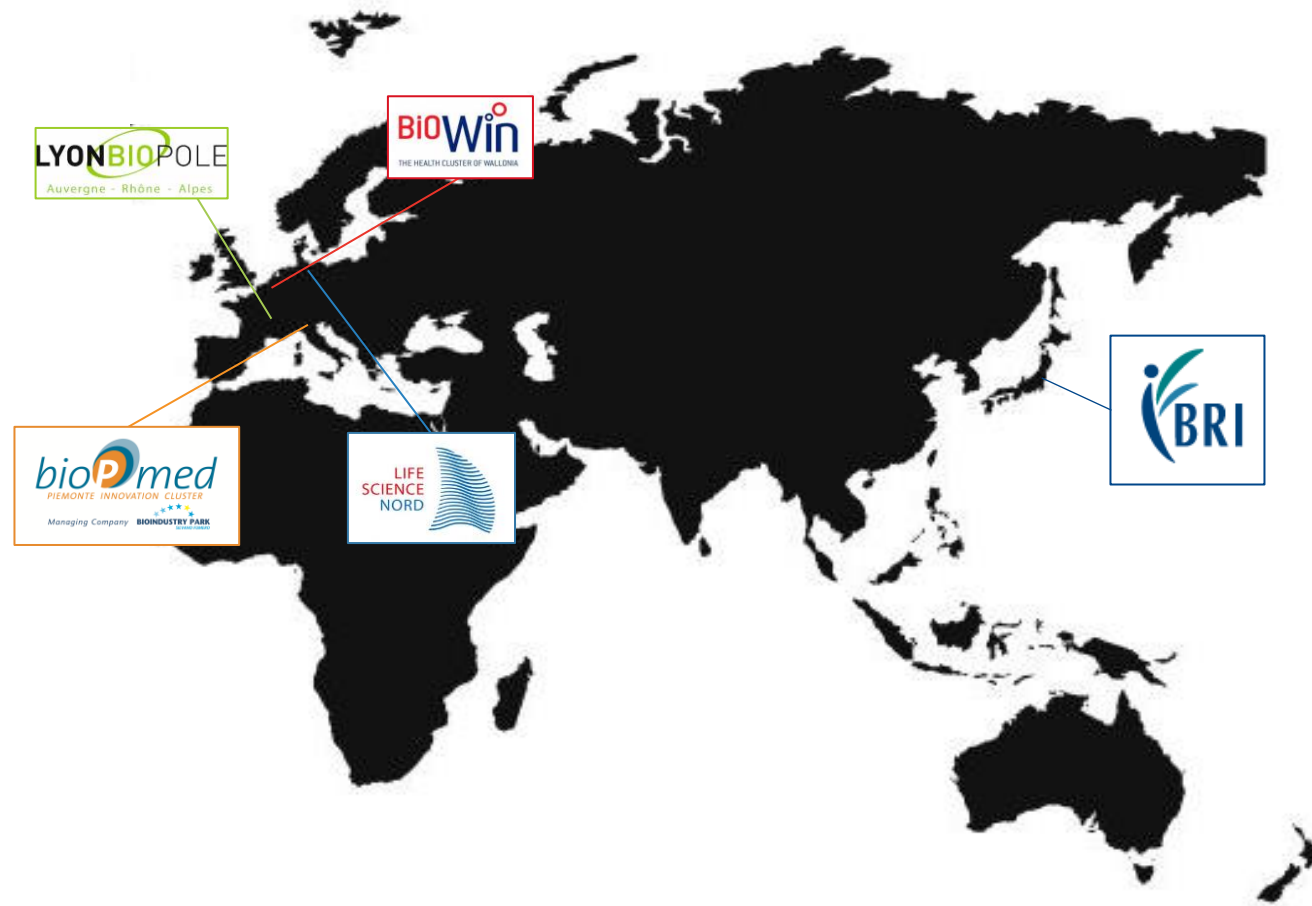 BiOWin
THE HEALTH CLUSTER OF WALLONIA
LYONBIOPOLE
Auvergne - Rhône - Alpes
BRI
bioPmed
PIEMONTE INNOVATION CLUSTER
Managing Company BIOINDUSTRY PARK
LIFE
SCIENCE
NORD